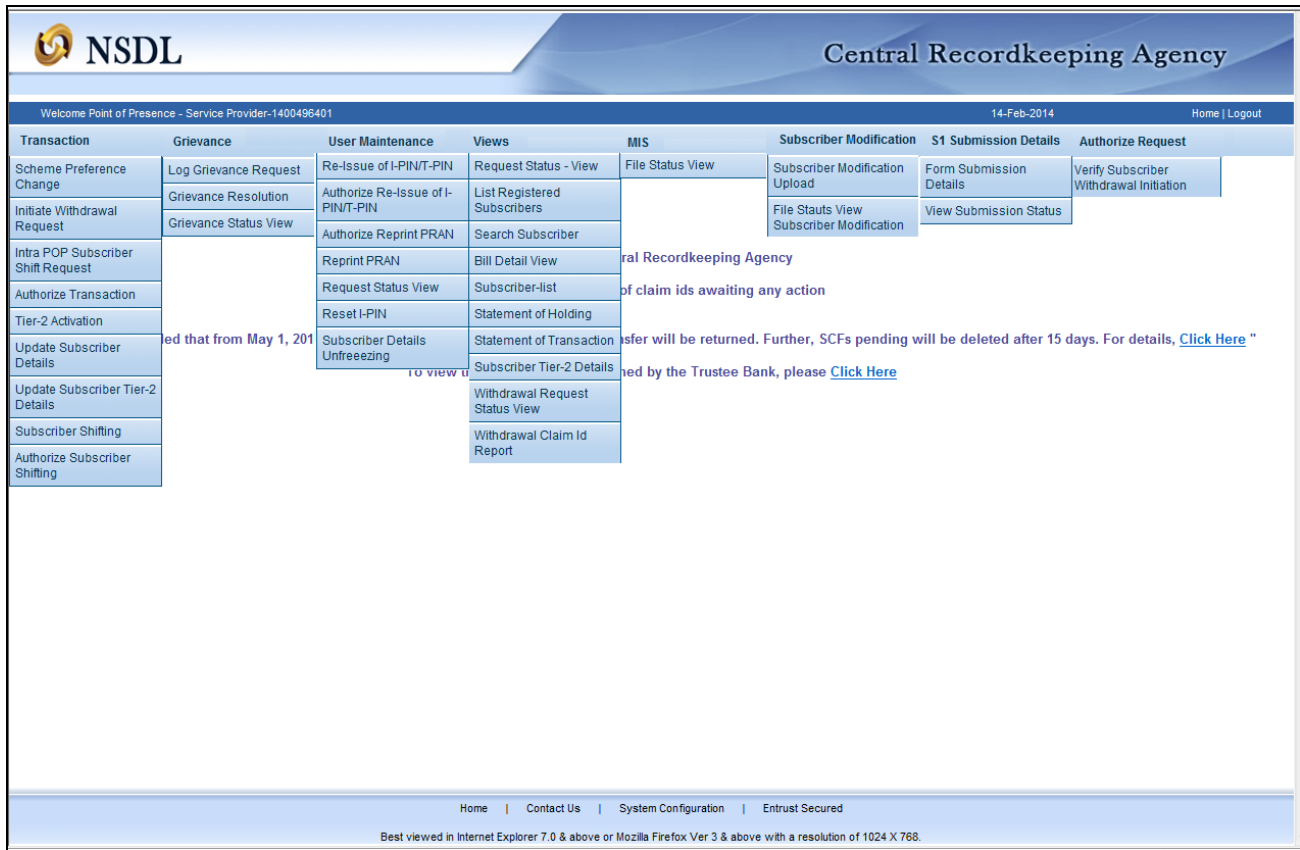 NSDL
Central Recordkeeping Agency
Welcome Point of Presence - Service Provider-1400496401
14-Feb-2014
Home | Logout
Transaction
Grievance
User Maintenance
Views
MIS
Subscriber Modification
S1 Submission Details
Authorize Request
Scheme Preference
Change
Initiate Withdrawal
Request
Intra POP Subscriber
Shift Request
Authorize Transaction
Tier-2 Activation
Update Subscriber
Details
Update Subscriber Tier-2
Details
Subscriber Shifting
Authorize Subscriber
Shifting
Log Grievance Request
Grievance Resolution
Grievance Status View
Re-Issue of I-PIN/T-PIN
Authorize Re-Issue of I-
PIN/T-PIN
Authorize Reprint PRAN
Reprint PRAN
Request Status View
Reset I-PIN
Subscriber Details
Unfreeezing
Request Status - View
List Registered
Subscribers
Search Subscriber
Bill Detail View
Subscriber-list
Statement of Holding
Statement of Transaction
Subscriber Tier-2 Details
Withdrawal Request
Status View
Withdrawal Claim Id
Report
File Status View
Subscriber Modification
Upload
File Stauts View
Subscriber Modification
Form Submission
Details
View Submission Status
Verify Subscriber
Withdrawal Initiation
ral Recordkeeping Agency
of claim ids awaiting any action
led that from May 1, 201 nsfer will be returned. Further, SCFs pending will be deleted after 15 days. For details, Click Here "
To view t ned by the Trustee Bank, please Click Here
Home | Contact Us | System Configuration | Entrust Secured
Best viewed in Internet Explorer 7.0 & above or Mozilla Firefox Ver 3 & above with a resolution of 1024 X 768.